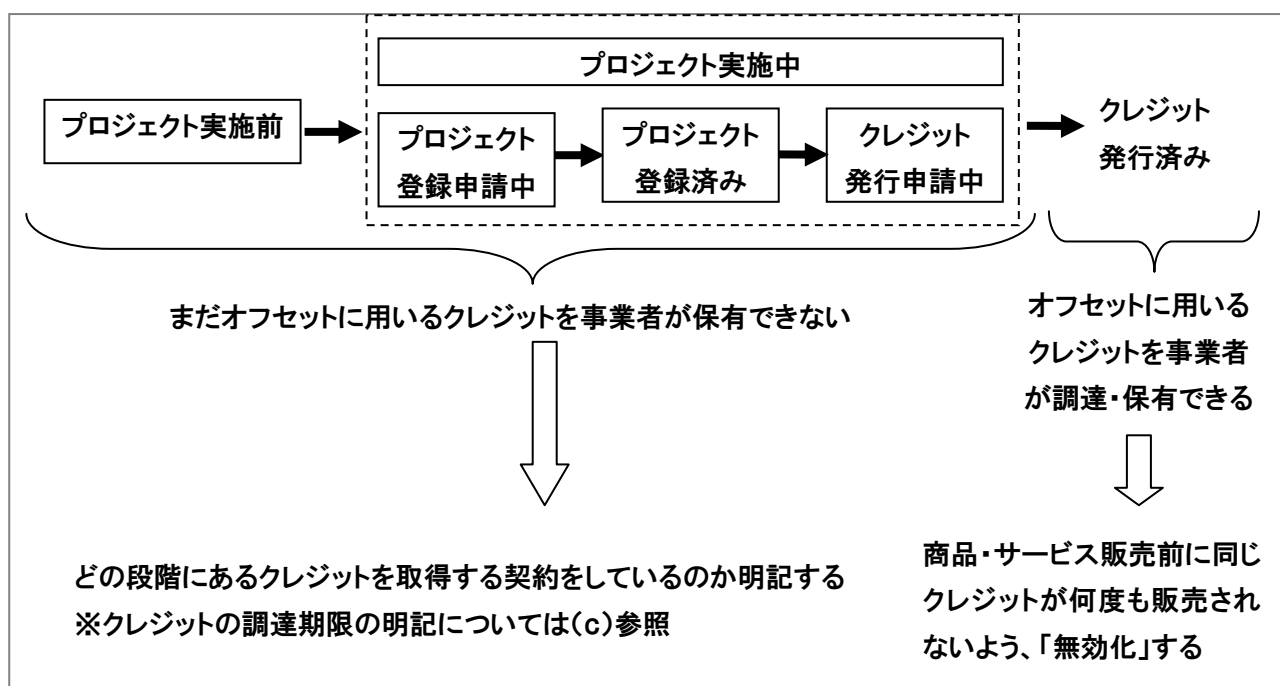 プロジェクト実施中
プロジェクト実施前
プロジェクト
登録申請中
プロジェクト
登録済み
クレジット
発行申請中
クレジット
発行済み
まだオフセットに用いるクレジットを事業者が保有できない
オフセットに用いる
クレジットを事業者
が調達・保有できる
どの段階にあるクレジットを取得する契約をしているのか明記する
※クレジットの調達期限の明記については(c)参照
商品・サービス販売前に同じ
クレジットが何度も販売され
ないよう、「無効化」する